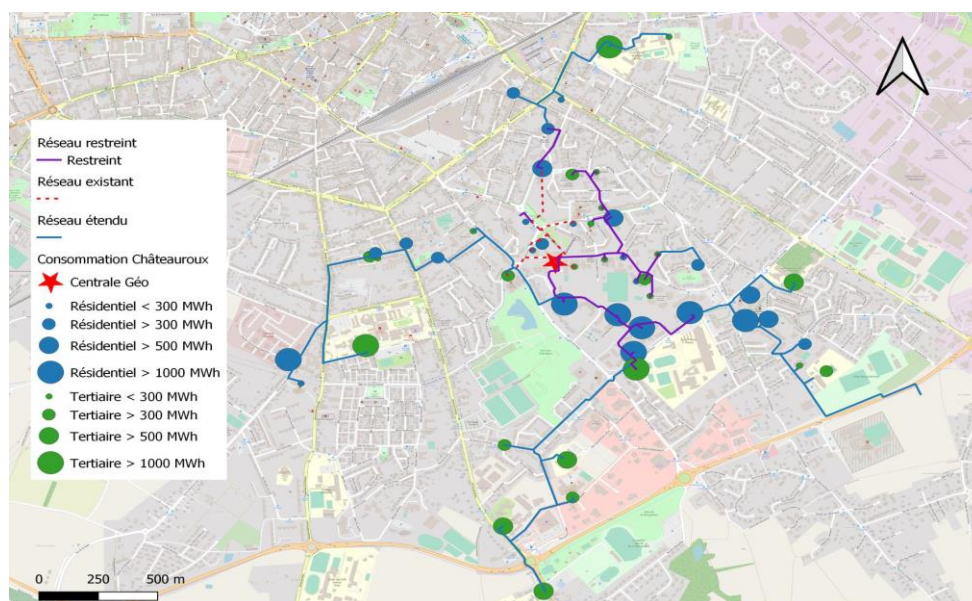 Réseau restreint
Restreint
Réseau existant
Réseau étendu
Consommation Châteauroux
Centrale Géo
Résidentiel < 300 MWh
Résidentiel > 300 MWh
Résidentiel > 500 MWh
Résidentiel > 1000 MWh
Tertiaire < 300 MWh
Tertiaire > 300 MWh
Tertiaire > 500 MWh
Tertiaire > 1000 MWh
0 250 500 m